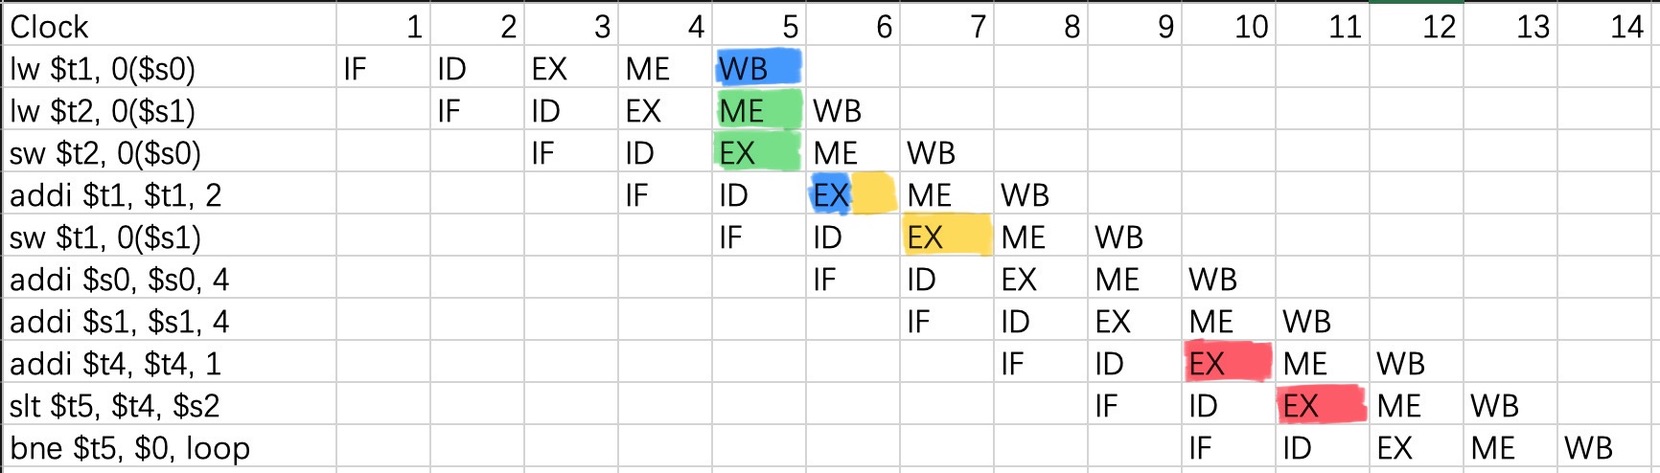 Clock 1 2 3 4 5 6 7 8 9 10 11 12 13 14
lw $t1, 0($s0) IF ID EX ME WB
lw $t2, 0($s1) IF ID EX ME WB
sw $t2, 0($s0) IF ID EX ME WB
addi $t1, $t1, 2 IF ID EX ME WB
sw $t1, 0($s1) IF ID EX ME WB
addi $s0, $s0, 4 IF ID EX ME WB
addi $s1, $s1, 4 IF ID EX ME WB
addi $t4, $t4, 1 IF ID EX ME WB
slt $t5, $t4, $s2 IF ID EX ME WB
bne $t5, $0, loop IF ID EX ME WB